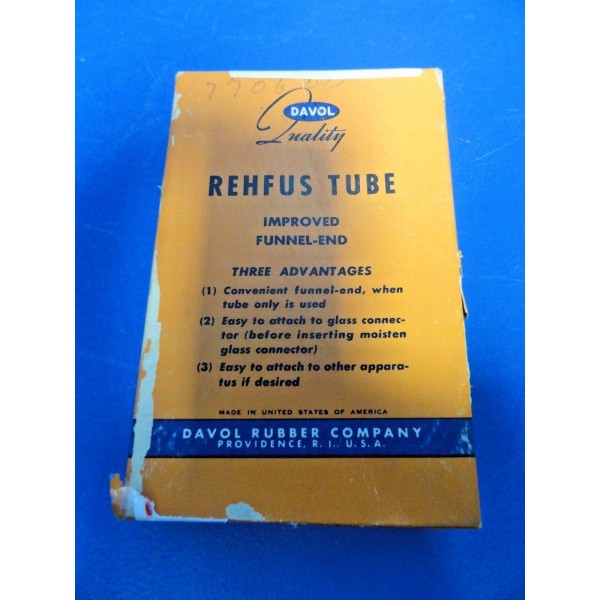 DAVOL
Quality
REHFUS TUBE
IMPROVED
FUNNEL-END
THREE ADVANTAGES
(1) Convenient funnel-end, when
tube only is used
(2) Easy to attach to glass connec-
tor (before inserting moisten
glass connector)
(3) Easy to attach to other appara-
tus if desired
MADE IN UNITED STATES OF AMERICA
DAVOL RUBBER COMPANY
PROVIDENCE, R. I., U. S. A.